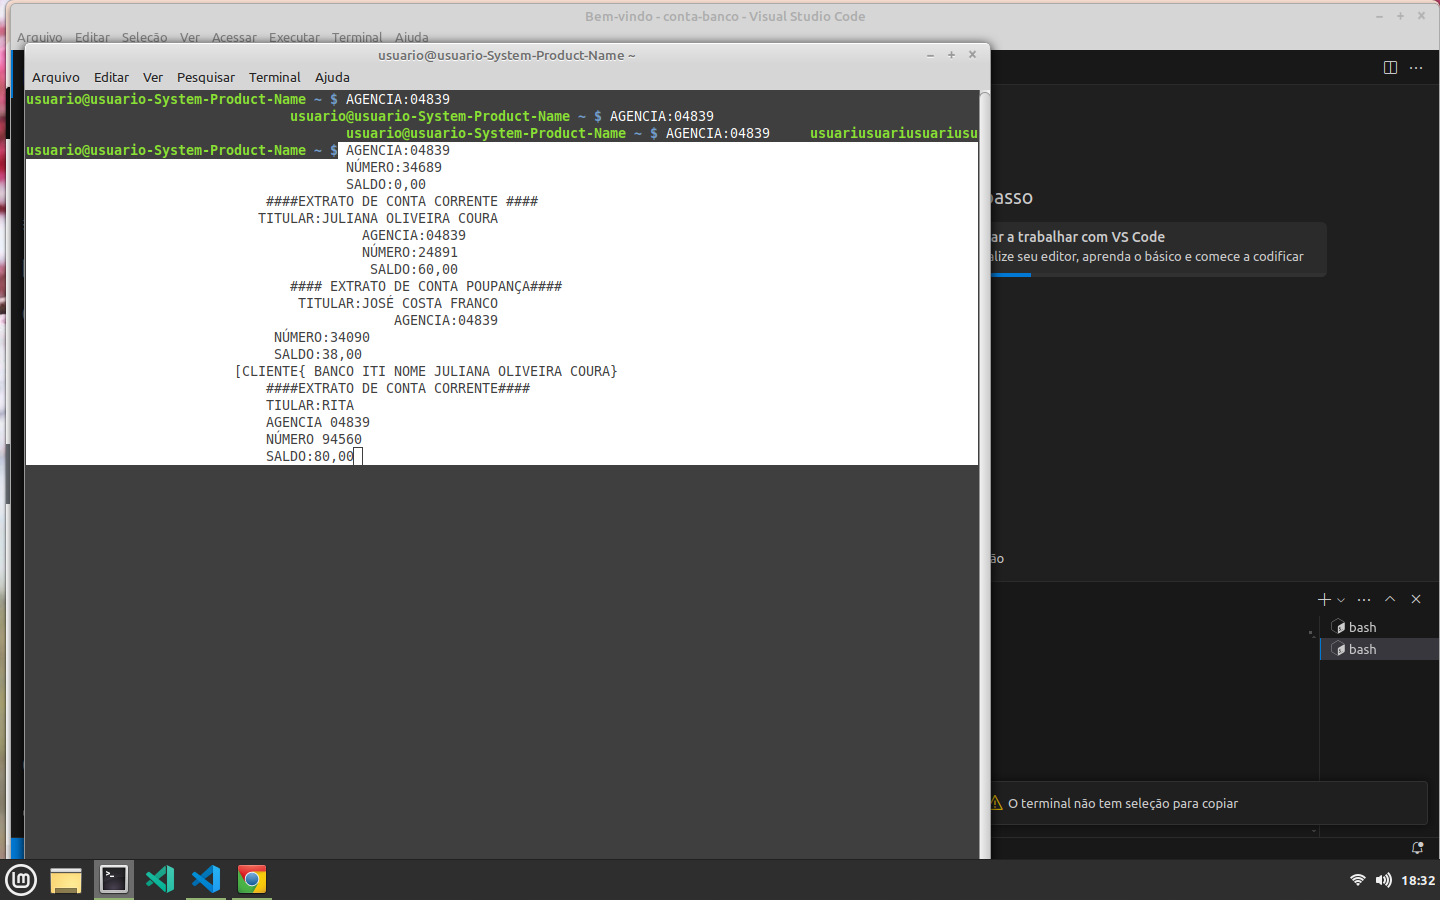 Bem-vindo - conta-banco - Visual Studio Code
Arquivo Editar Seleção Ver Acessar Executar Terminal Ajuda
usuario@usuario-System-Product-Name ~
Arquivo Editar Ver Pesquisar Terminal Ajuda
usuario@usuario-System-Product-Name ~ $ AGENCIA:04839
usuario@usuario-System-Product-Name ~ $ AGENCIA:04839
usuario@usuario-System-Product-Name ~ $ AGENCIA:04839 usuariusuariusuariusu
usuario@usuario-System-Product-Name ~ $ AGENCIA:04839
NÚMERO:34689
SALDO:0,00
####EXTRATO DE CONTA CORRENTE ####
TITULAR:JULIANA OLIVEIRA COURA
AGENCIA:04839
NÚMERO:24891
SALDO:60,00
#### EXTRATO DE CONTA POUPANÇA####
TITULAR:JOSÉ COSTA FRANCO
AGENCIA:04839
NÚMERO:34090
SALDO:38,00
[CLIENTE{ BANCO ITI NOME JULIANA OLIVEIRA COURA}
####EXTRATO DE CONTA CORRENTE####
TIULAR:RITA
AGENCIA 04839
NÚMERO 94560
SALDO:80,00
asso
ar a trabalhar com VS Code
alize seu editor, aprenda o básico e comece a codificar
ão
bash
bash
O terminal não tem seleção para copiar
18:32